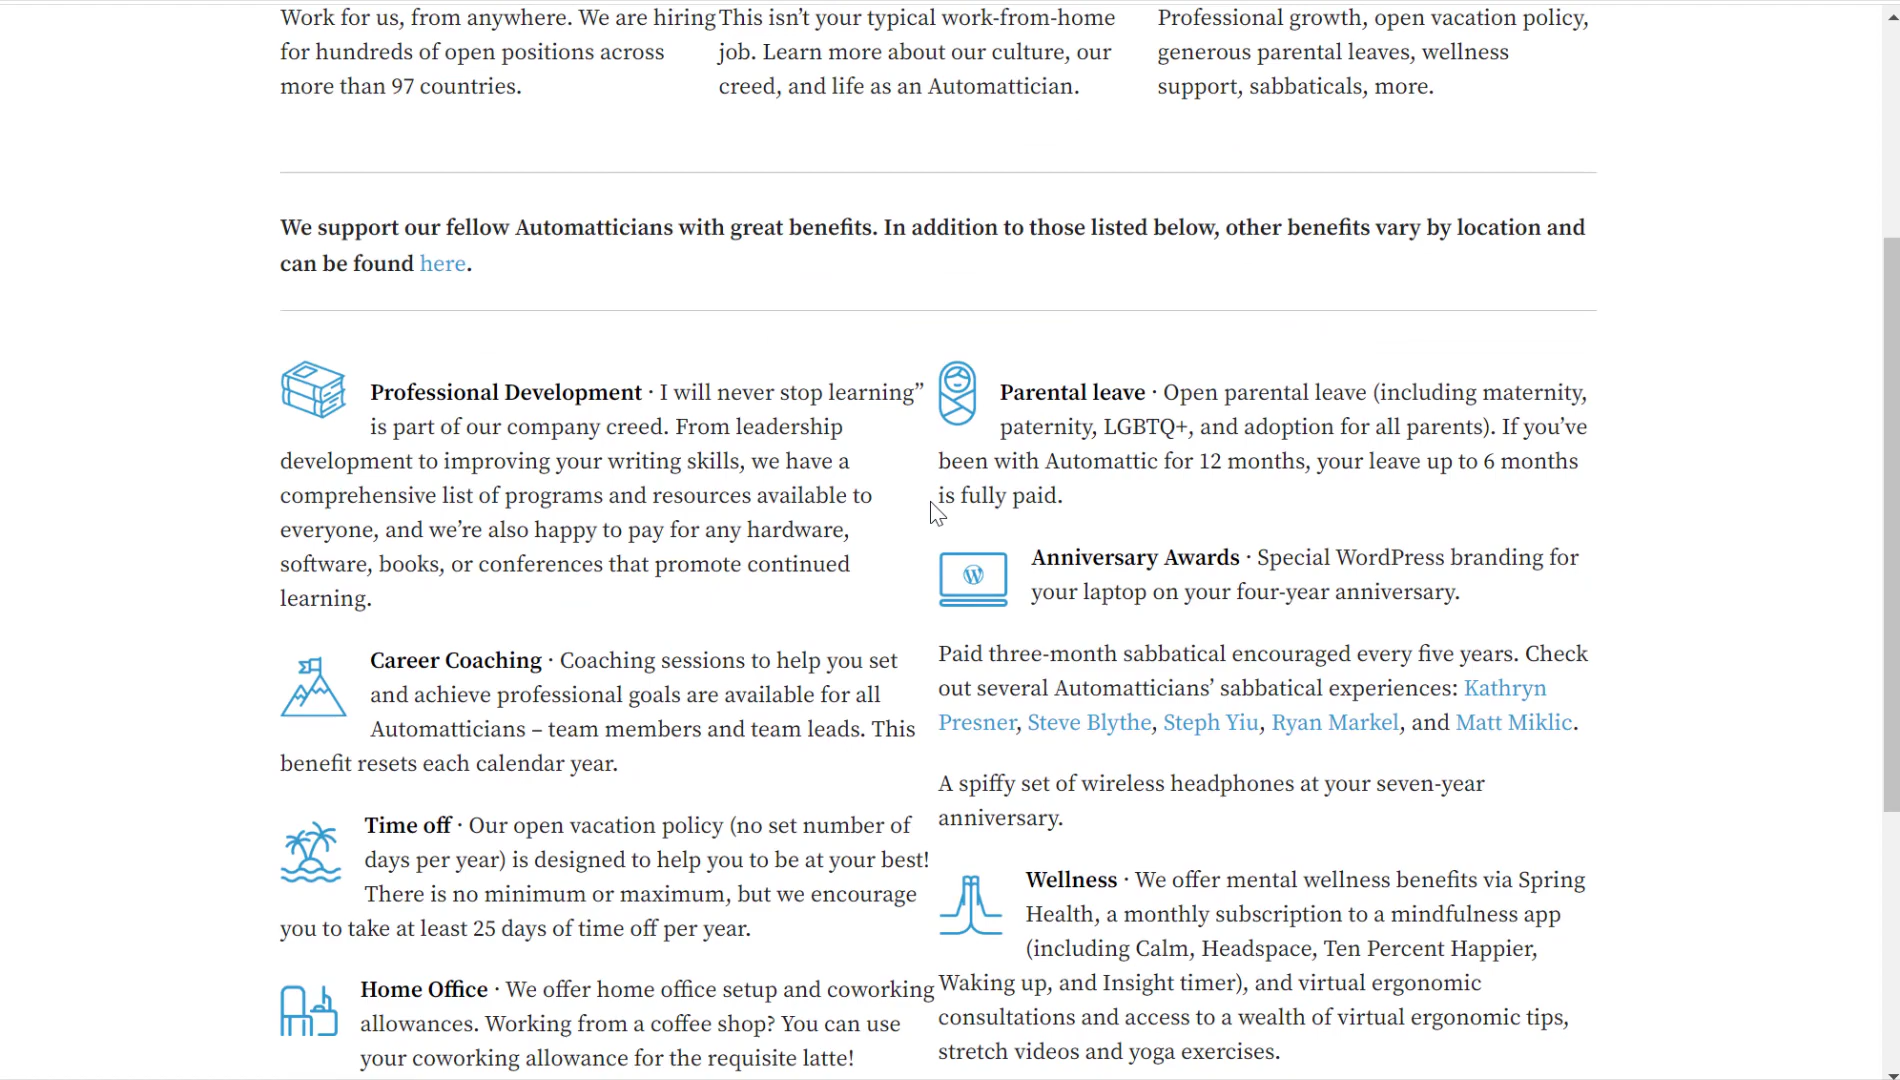 Work for us, from anywhere. We are hiring
for hundreds of open positions across
more than 97 countries.
This isn’t your typical work-from-home
job. Learn more about our culture, our
creed, and life as an Automattician.
Professional growth, open vacation policy,
generous parental leaves, wellness
support, sabbaticals, more.
We support our fellow Automatticians with great benefits. In addition to those listed below, other benefits vary by location and
can be found here.
Professional Development · I will never stop learning”
is part of our company creed. From leadership
development to improving your writing skills, we have a
comprehensive list of programs and resources available to
everyone, and we’re also happy to pay for any hardware,
software, books, or conferences that promote continued
learning.
Career Coaching · Coaching sessions to help you set
and achieve professional goals are available for all
Automatticians – team members and team leads. This
benefit resets each calendar year.
Time off · Our open vacation policy (no set number of
days per year) is designed to help you to be at your best!
There is no minimum or maximum, but we encourage
you to take at least 25 days of time off per year.
Home Office · We offer home office setup and coworking
allowances. Working from a coffee shop? You can use
your coworking allowance for the requisite latte!
Parental leave · Open parental leave (including maternity,
paternity, LGBTQ+, and adoption for all parents). If you’ve
been with Automattic for 12 months, your leave up to 6 months
is fully paid.
Anniversary Awards · Special WordPress branding for
your laptop on your four-year anniversary.
Paid three-month sabbatical encouraged every five years. Check
out several Automatticians’ sabbatical experiences: Kathryn
Presner, Steve Blythe, Steph Yiu, Ryan Markel, and Matt Miklic.
A spiffy set of wireless headphones at your seven-year
anniversary.
Wellness · We offer mental wellness benefits via Spring
Health, a monthly subscription to a mindfulness app
(including Calm, Headspace, Ten Percent Happier,
Waking up, and Insight timer), and virtual ergonomic
consultations and access to a wealth of virtual ergonomic tips,
stretch videos and yoga exercises.